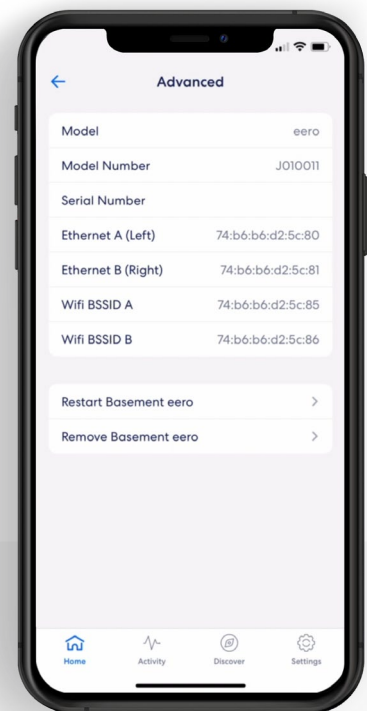 Advanced
Model eero
Model Number J010011
Serial Number
Ethernet A (Left) 74:b6:b6:d2:5c:80
Ethernet B (Right) 74:b6:b6:d2:5c:81
Wifi BSSID A 74:b6:b6:d2:5c:85
Wifi BSSID B 74:b6:b6:d2:5c:86
Restart Basement eero
Remove Basement eero
Home Activity Discover Settings